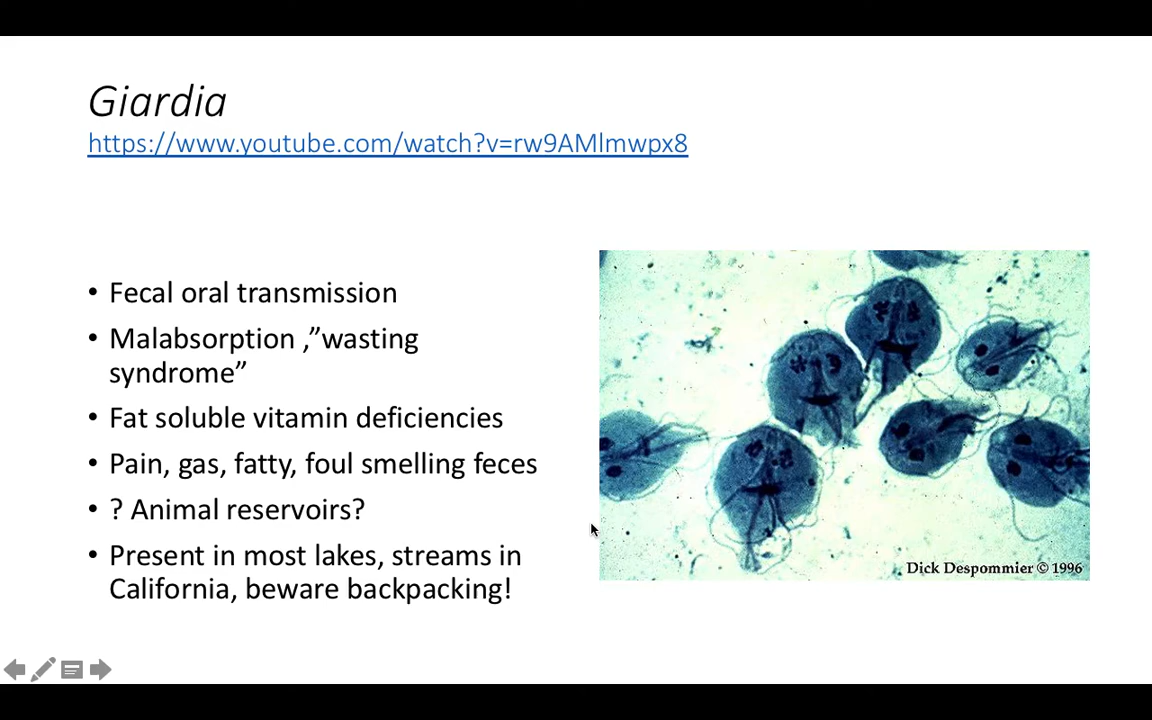 Giardia
https://www.youtube.com/watch?v=rw9AMlmwpx8
• Fecal oral transmission
• Malabsorption ,”wasting
syndrome”
• Fat soluble vitamin deficiencies
• Pain, gas, fatty, foul smelling feces
• ? Animal reservoirs?
• Present in most lakes, streams in
California, beware backpacking!
Dick Despommier © 1996